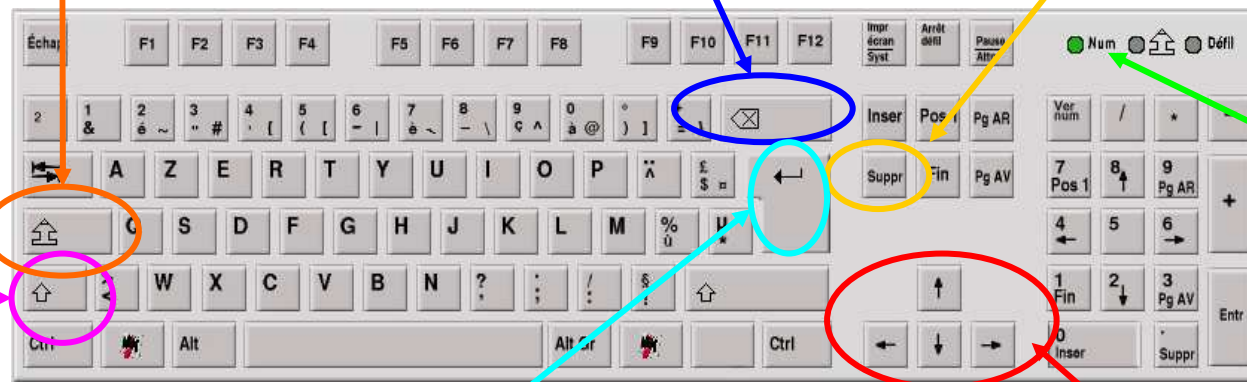 Échap F1 F2 F3 F4 F5 F6 F7 F8 F9 F10 F11 F12
Impr écran Syst
Arrêt défil
Pause
Num Défil
2
1 &
2 é ~
3 " #
4 ' {
5 ( [
6 - |
7 è `
8 _ \
9 ç ^
0 à @
° ) ]
Inser Pos 1 Pg AR
Ver num / *
A Z E R T Y U I O P
£ $ ¤
Suppr Fin Pg AV
7 Pos 1
8
9 Pg AR
+
Q S D F G H J K L M
% ù
µ *
4 5 6
> <
W X C V B N
? ,
. ;
/ :
§ !
1 Fin
2
3 Pg AV
Entr
Ctrl Alt Alt Gr Ctrl
0 Inser
. Suppr